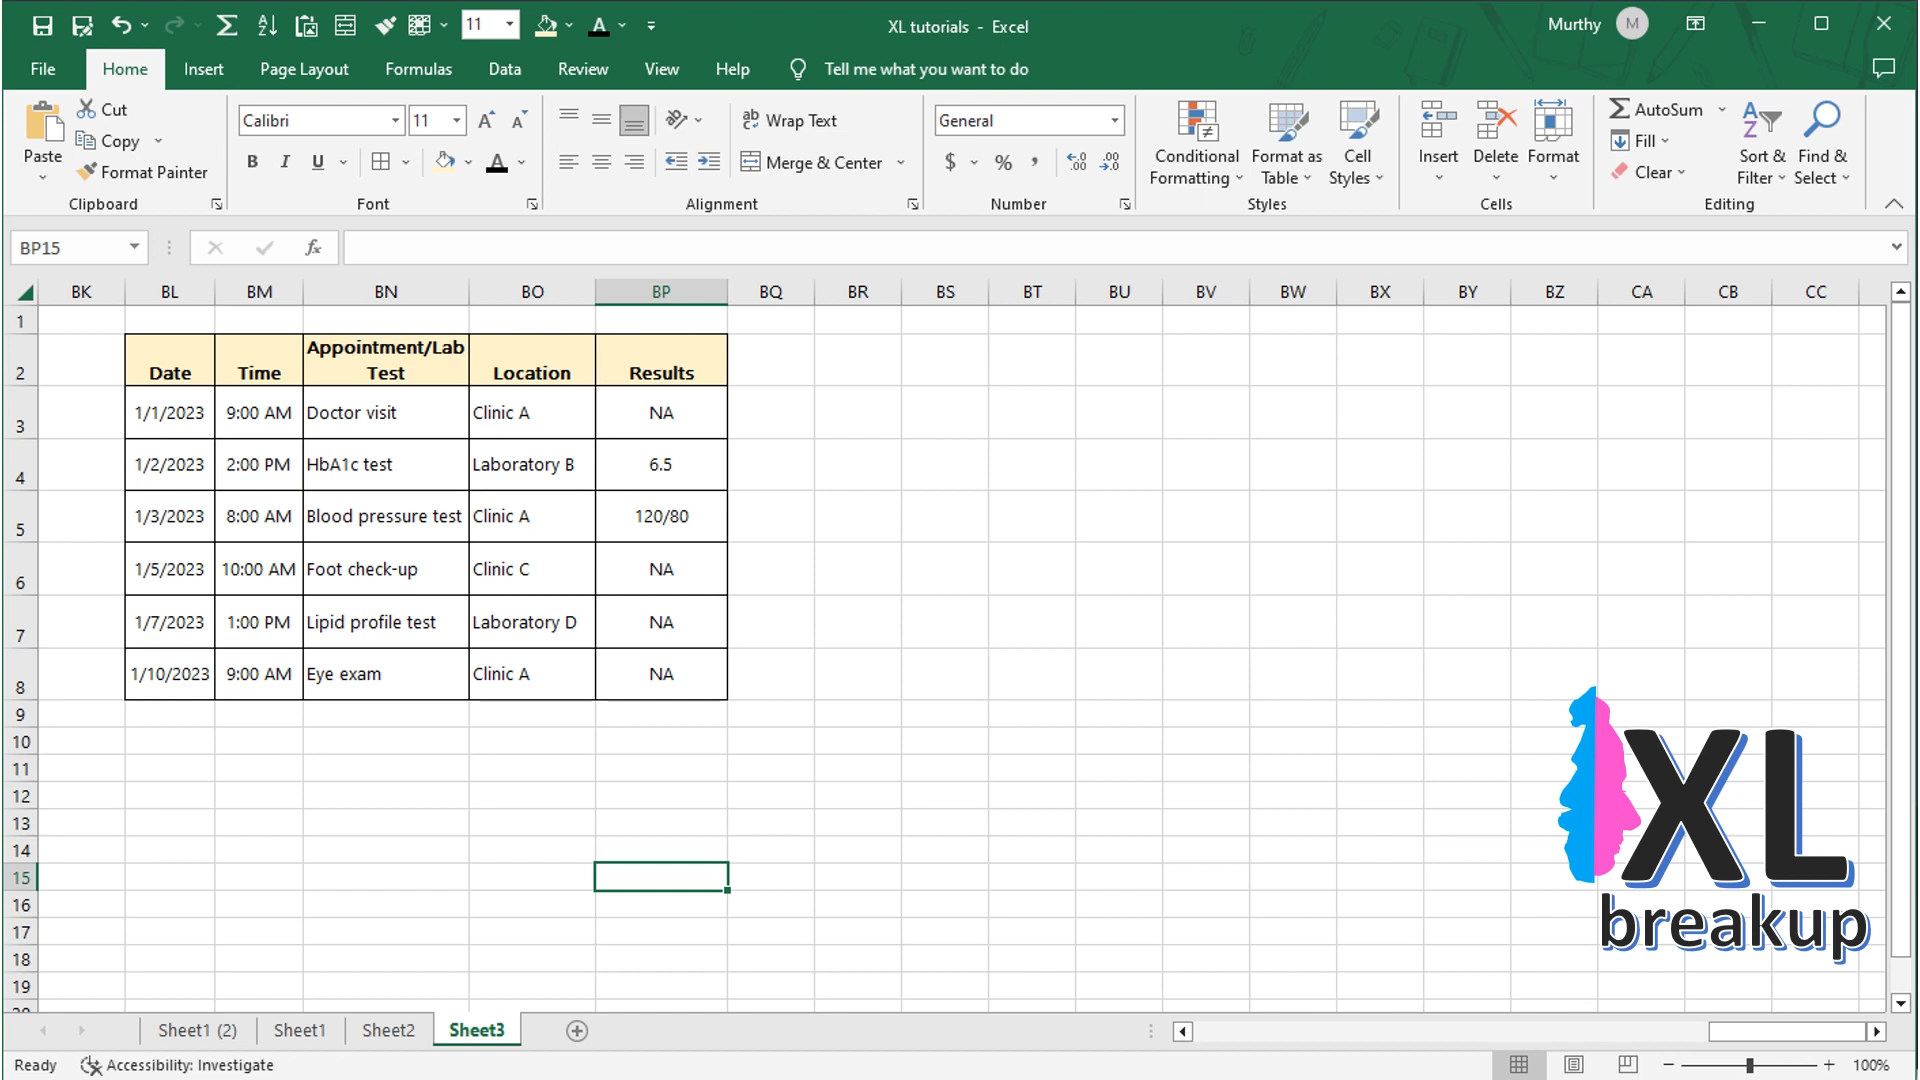 11
A
XL tutorials - Excel
Murthy
M
File
Home
Insert
Page Layout
Formulas
Data
Review
View
Help
Tell me what you want to do
Paste
Cut
Copy
Format Painter
Clipboard
Calibri
11
B I U
Font
Wrap Text
Merge & Center
Alignment
General
$ % ,
Number
Conditional
Formatting
Format as
Table
Cell
Styles
Styles
Insert
Delete
Format
Cells
AutoSum
Fill
Clear
Sort &
Filter
Find &
Select
Editing
BP15
fx
BK BL BM BN BO BP BQ BR BS BT BU BV BW BX BY BZ CA CB CC
1
2 Date Time Appointment/Lab Test Location Results
3 1/1/2023 9:00 AM Doctor visit Clinic A NA
4 1/2/2023 2:00 PM HbA1c test Laboratory B 6.5
5 1/3/2023 8:00 AM Blood pressure test Clinic A 120/80
6 1/5/2023 10:00 AM Foot check-up Clinic C NA
7 1/7/2023 1:00 PM Lipid profile test Laboratory D NA
8 1/10/2023 9:00 AM Eye exam Clinic A NA
9
10
11
12
13
14
15
16
17
18
19
XL
breakup
Sheet1 (2)
Sheet1
Sheet2
Sheet3
Ready
Accessibility: Investigate
100%